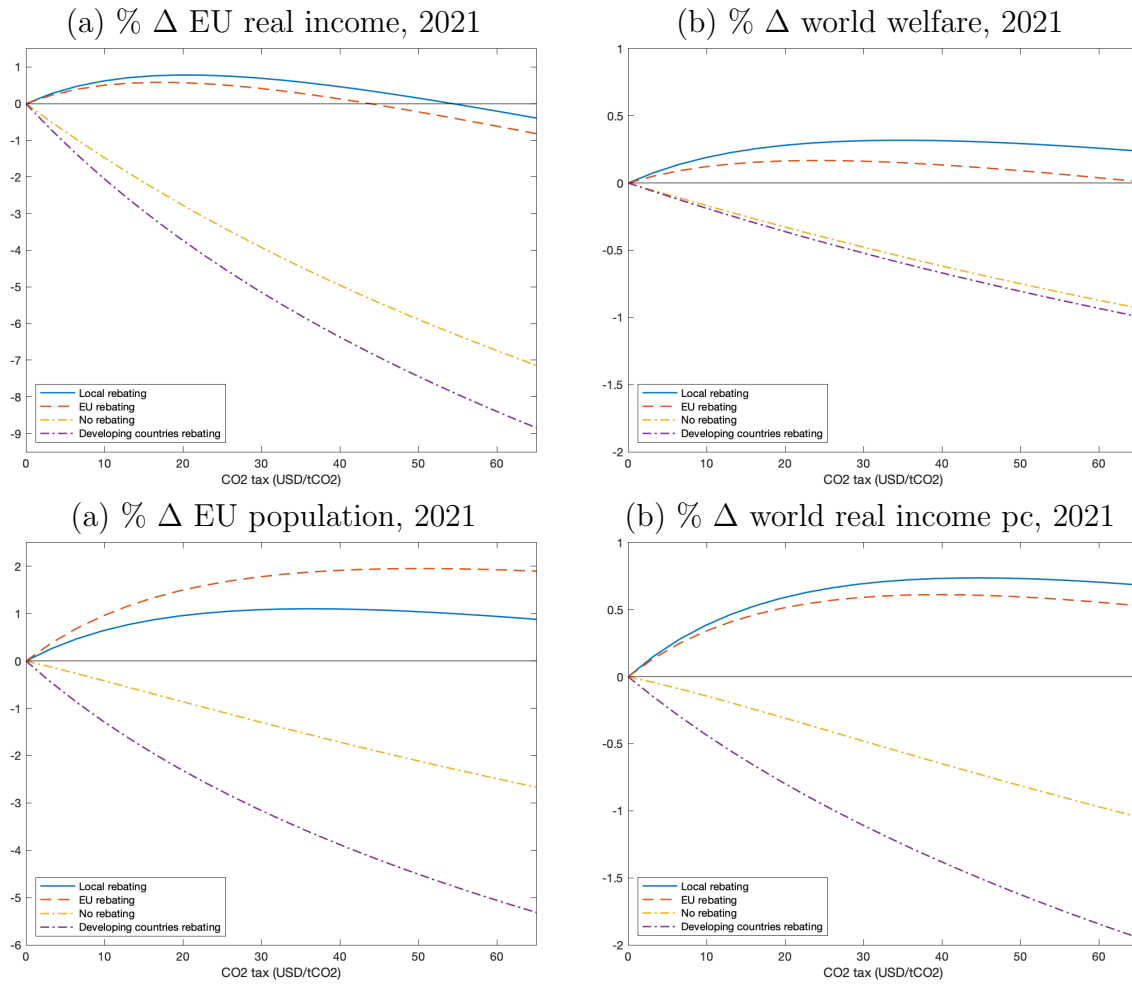 (a) % Δ EU real income, 2021
1
0
-1
-2
-3
-4
-5
-6
-7
-8
-9
Local rebating
EU rebating
No rebating
Developing countries rebating
0 10 20 30 40 50 60
CO2 tax (USD/tCO2)
(b) % Δ world welfare, 2021
1
0.5
0
-0.5
-1
-1.5
-2
Local rebating
EU rebating
No rebating
Developing countries rebating
0 10 20 30 40 50 60
CO2 tax (USD/tCO2)
(a) % Δ EU population, 2021
2
1
0
-1
-2
-3
-4
-5
-6
Local rebating
EU rebating
No rebating
Developing countries rebating
0 10 20 30 40 50 60
CO2 tax (USD/tCO2)
(b) % Δ world real income pc, 2021
1
0.5
0
-0.5
-1
-1.5
-2
Local rebating
EU rebating
No rebating
Developing countries rebating
0 10 20 30 40 50 60
CO2 tax (USD/tCO2)